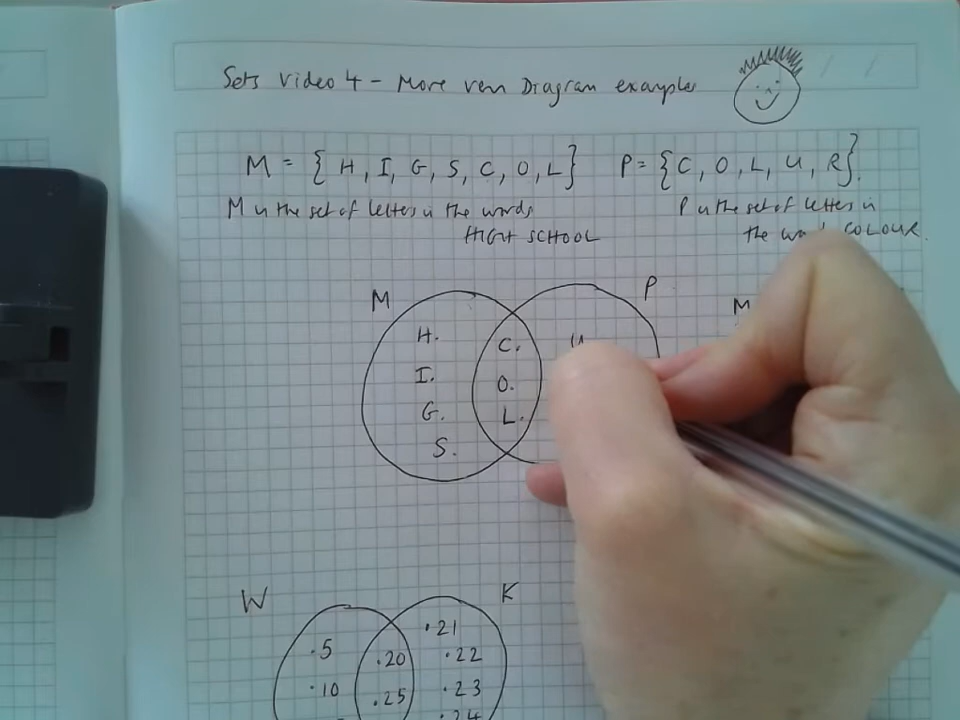 Sets Video 4 - More Venn Diagram examples
M = { H, I, G, S, C, O, L} P = {C, O, L, U, R}.
M is the set of letters in the words HIGH SCHOOL
P is the set of letters in the COLOUR.
M P M
H. C. U
I. O.
G. L.
S.
W K
.5 .20 .21
.10 .25 .22
.23
.24